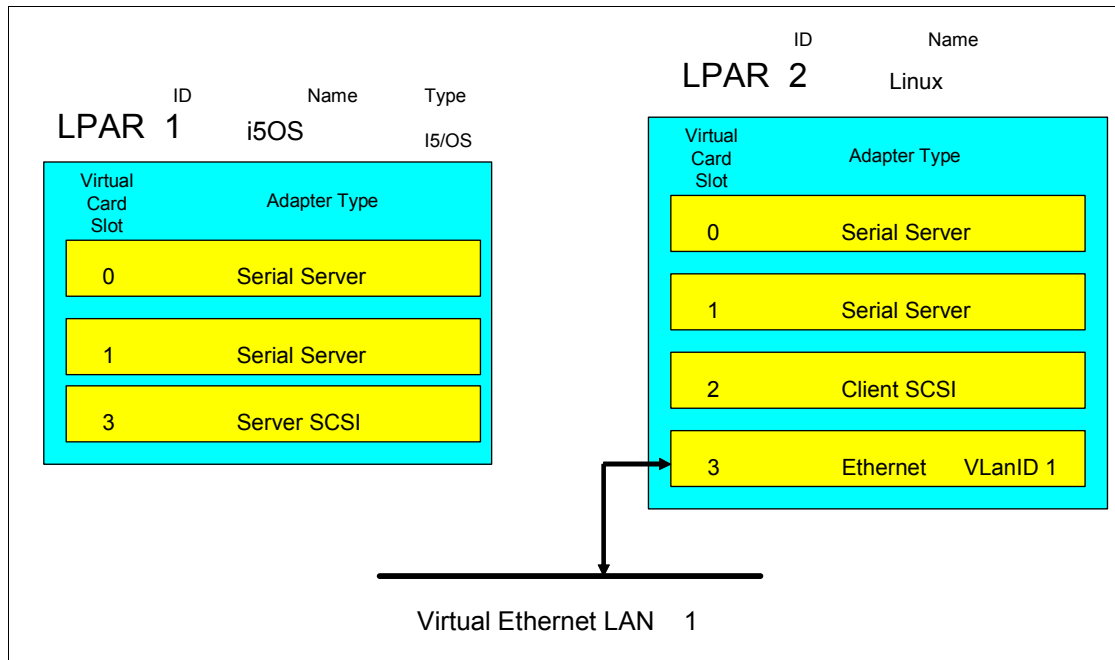 ID Name Type
LPAR 1 i5OS I5/OS
Virtual
Card
Slot
Adapter Type
0 Serial Server
1 Serial Server
3 Server SCSI
ID Name
LPAR 2 Linux
Virtual
Card
Slot
Adapter Type
0 Serial Server
1 Serial Server
2 Client SCSI
3 Ethernet VLanID 1
Virtual Ethernet LAN 1